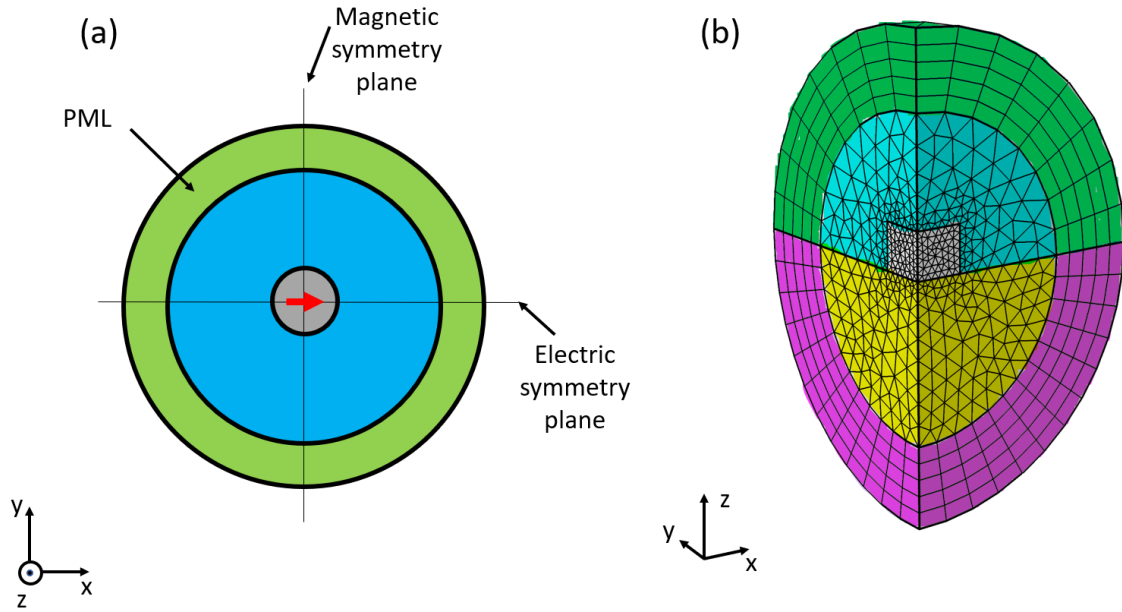 (a)
Magnetic
symmetry
plane
PML
Electric
symmetry
plane
y
x
z
(b)
z
y
x